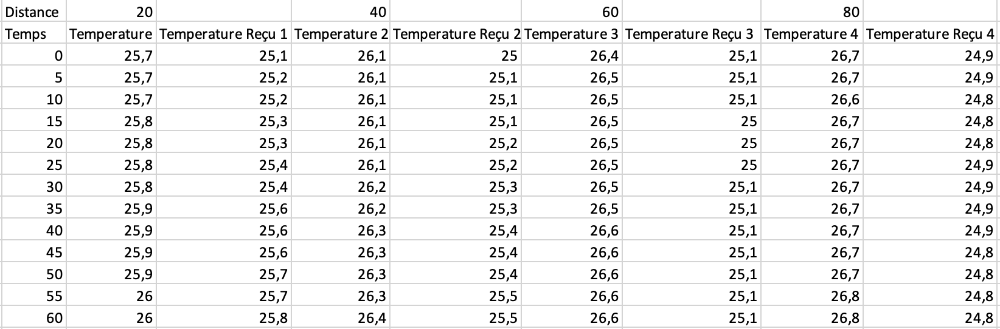 Distance 20 40 60 80
Temps Temperature Temperature Reçu 1 Temperature 2 Temperature Reçu 2 Temperature 3 Temperature Reçu 3 Temperature 4 Temperature Reçu 4
0 25,7 25,1 26,1 25 26,4 25,1 26,7 24,9
5 25,7 25,2 26,1 25,1 26,5 25,1 26,7 24,9
10 25,7 25,2 26,1 25,1 26,5 25,1 26,6 24,8
15 25,8 25,3 26,1 25,1 26,5 25 26,7 24,8
20 25,8 25,3 26,1 25,2 26,5 25 26,7 24,8
25 25,8 25,4 26,1 25,2 26,5 25 26,7 24,9
30 25,8 25,4 26,2 25,3 26,5 25,1 26,7 24,9
35 25,9 25,6 26,2 25,3 26,5 25,1 26,7 24,9
40 25,9 25,6 26,3 25,4 26,6 25,1 26,7 24,9
45 25,9 25,6 26,3 25,4 26,6 25,1 26,7 24,8
50 25,9 25,7 26,3 25,4 26,6 25,1 26,7 24,8
55 26 25,7 26,3 25,5 26,6 25,1 26,8 24,8
60 26 25,8 26,4 25,5 26,6 25,1 26,8 24,8